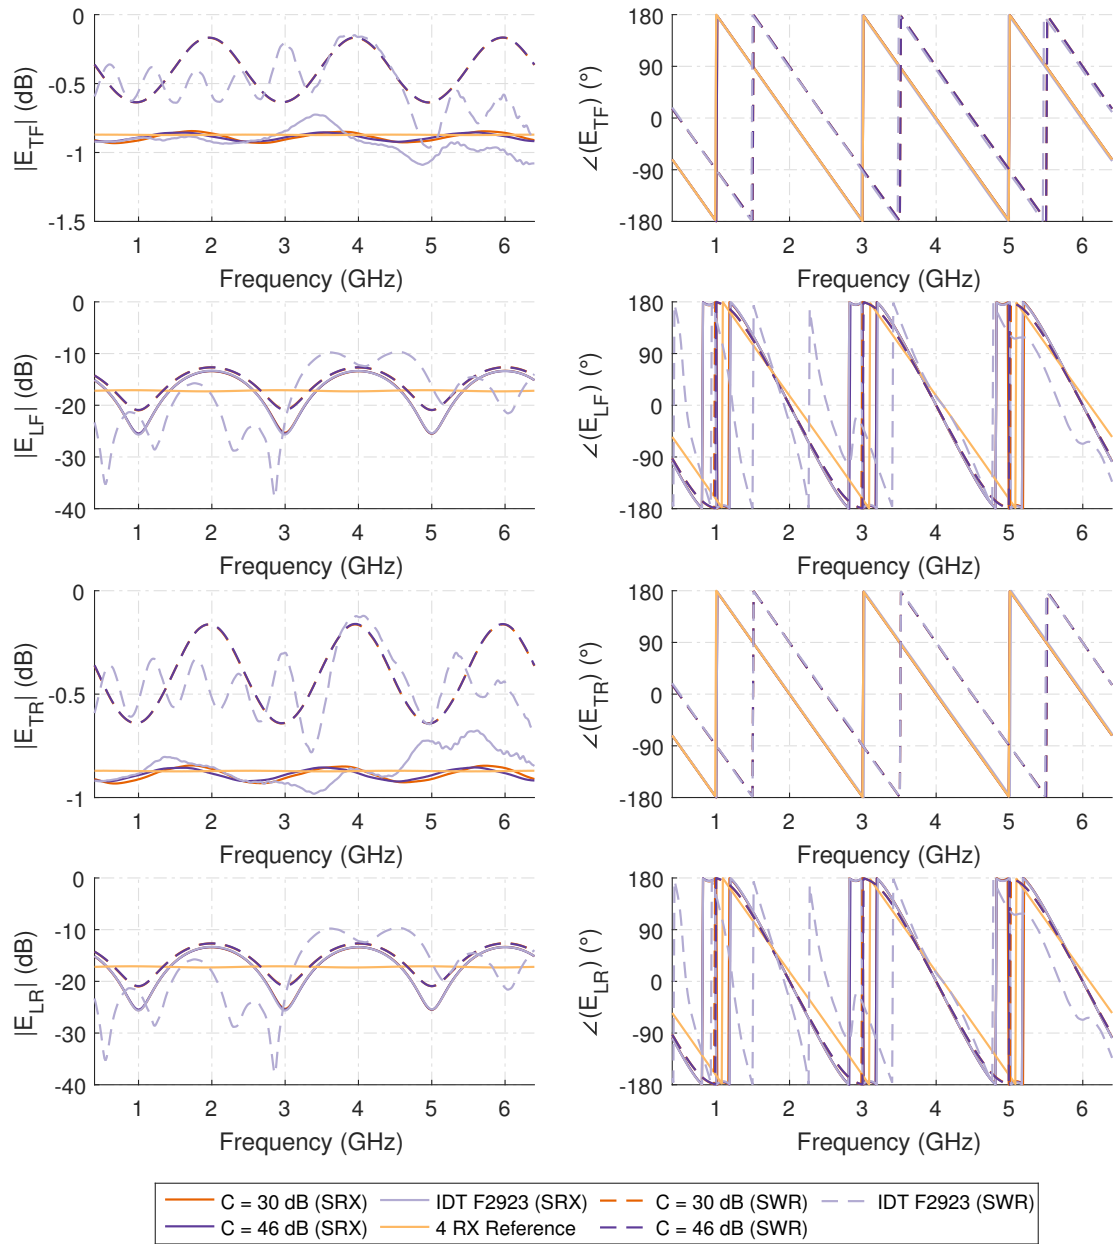 0
-0.5
-1
-1.5
|E_TF| (dB)
1 2 3 4 5 6
Frequency (GHz)
180
90
0
-90
-180
∠(E_TF) (°)
1 2 3 4 5 6
Frequency (GHz)
0
-10
-20
-30
-40
|E_LF| (dB)
1 2 3 4 5 6
Frequency (GHz)
180
90
0
-90
-180
∠(E_LF) (°)
1 2 3 4 5 6
Frequency (GHz)
0
-0.5
-1
|E_TR| (dB)
1 2 3 4 5 6
Frequency (GHz)
180
90
0
-90
-180
∠(E_TR) (°)
1 2 3 4 5 6
Frequency (GHz)
0
-10
-20
-30
-40
|E_LR| (dB)
1 2 3 4 5 6
Frequency (GHz)
180
90
0
-90
-180
∠(E_LR) (°)
1 2 3 4 5 6
Frequency (GHz)
C = 30 dB (SRX) IDT F2923 (SRX) C = 30 dB (SWR) IDT F2923 (SWR)
C = 46 dB (SRX) 4 RX Reference C = 46 dB (SWR)